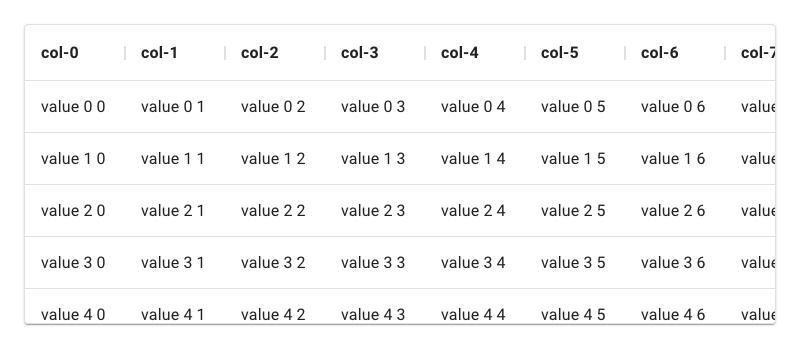 col-0 col-1 col-2 col-3 col-4 col-5 col-6 col-7
value 0 0 value 0 1 value 0 2 value 0 3 value 0 4 value 0 5 value 0 6 value
value 1 0 value 1 1 value 1 2 value 1 3 value 1 4 value 1 5 value 1 6 value
value 2 0 value 2 1 value 2 2 value 2 3 value 2 4 value 2 5 value 2 6 value
value 3 0 value 3 1 value 3 2 value 3 3 value 3 4 value 3 5 value 3 6 value
value 4 0 value 4 1 value 4 2 value 4 3 value 4 4 value 4 5 value 4 6 value